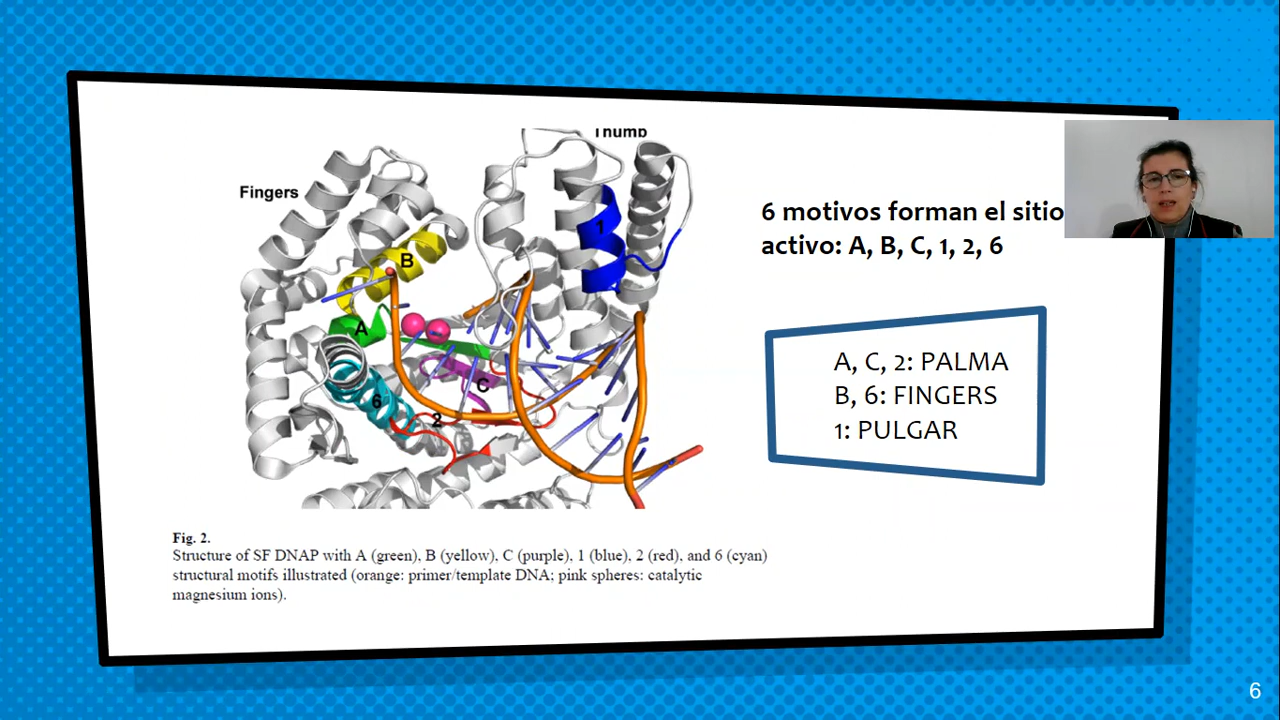 Thumb
Fingers
1
B
A
C
6
2
6 motivos forman el sitio
activo: A, B, C, 1, 2, 6
A, C, 2: PALMA
B, 6: FINGERS
1: PULGAR
Fig. 2.
Structure of SF DNAP with A (green), B (yellow), C (purple), 1 (blue), 2 (red), and 6 (cyan)
structural motifs illustrated (orange: primer/template DNA; pink spheres: catalytic
magnesium ions).
6